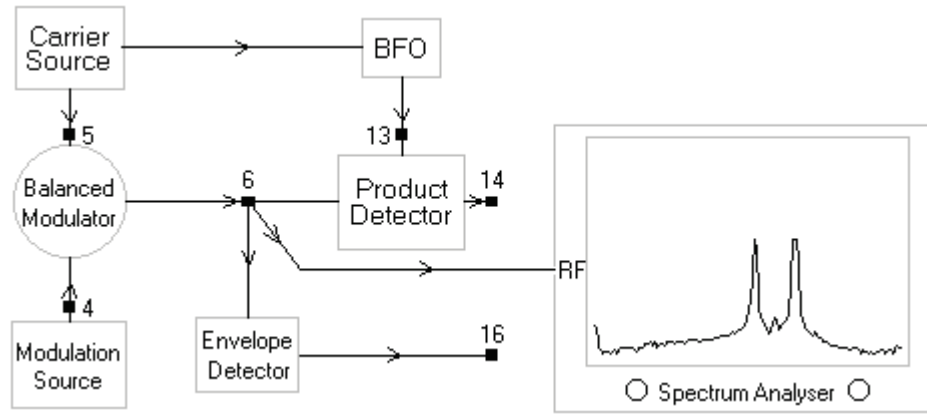 Carrier
Source
BFO
5
13
6
14
Balanced
Modulator
Product
Detector
RF
4
16
Modulation
Source
Envelope
Detector
Spectrum Analyser